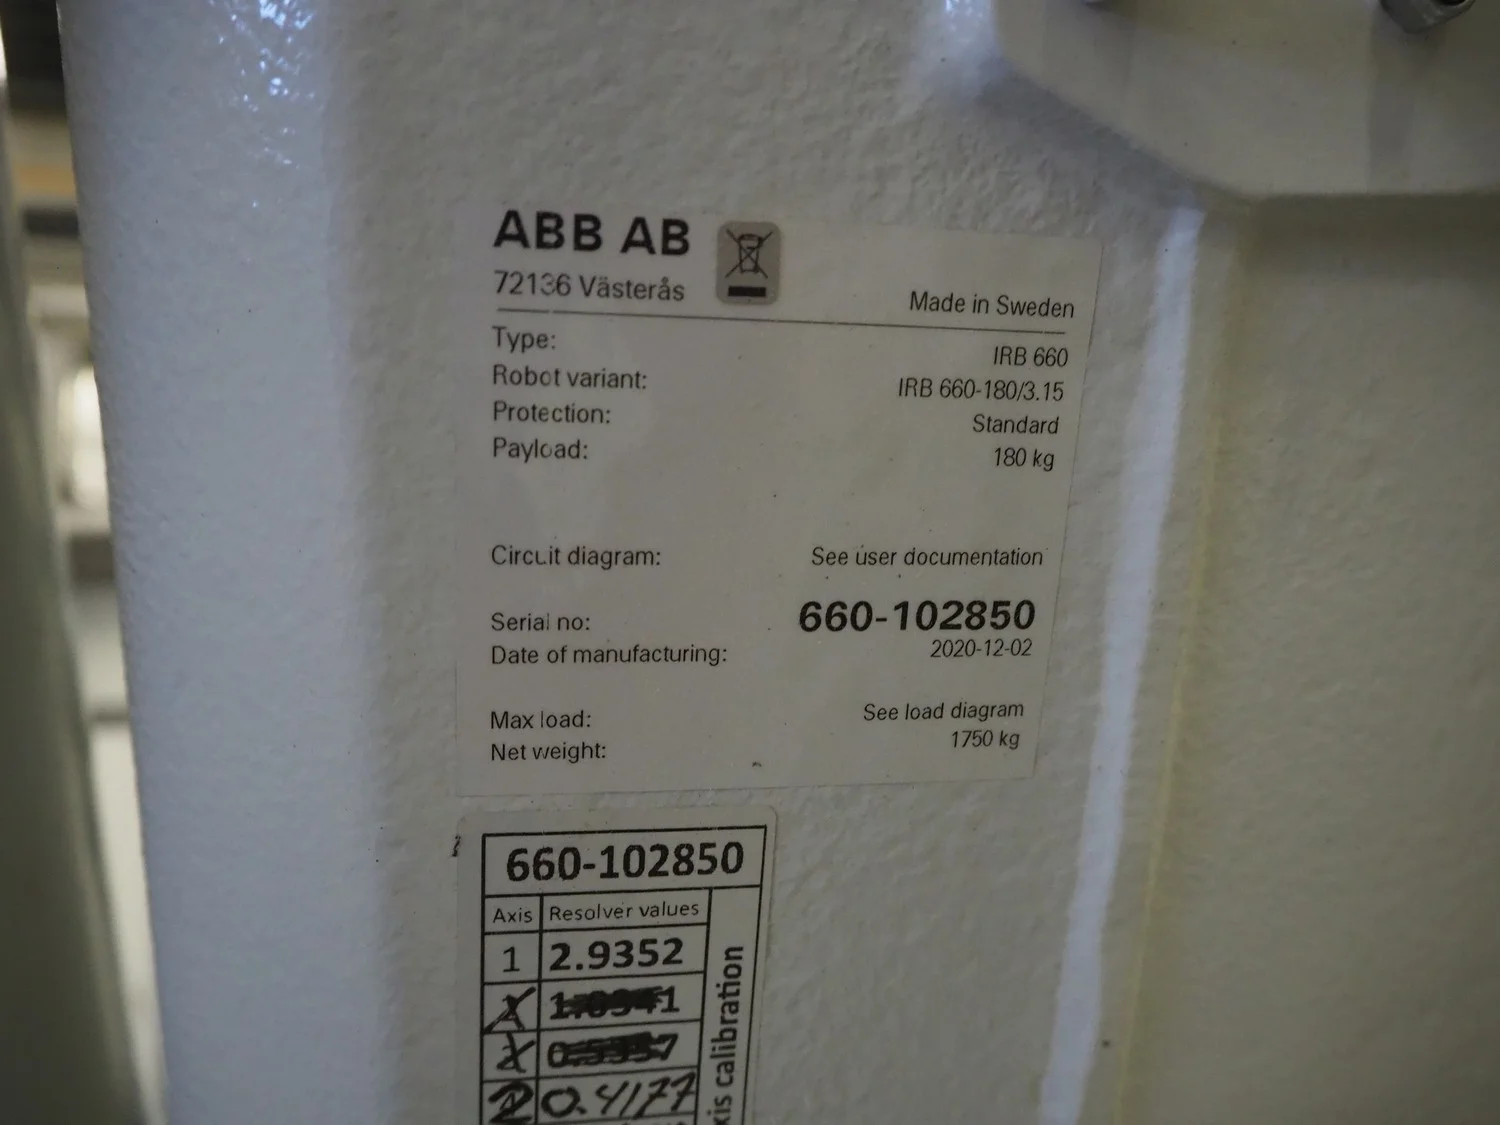 ABB AB
72136 Västerås
Made in Sweden
Type: IRB 660
Robot variant: IRB 660-180/3.15
Protection: Standard
Payload: 180 kg
Circuit diagram: See user documentation
Serial no: 660-102850
Date of manufacturing: 2020-12-02
Max load: See load diagram
Net weight: 1750 kg
660-102850
Axis Resolver values
1 2.9352
2 0.4177
calibration